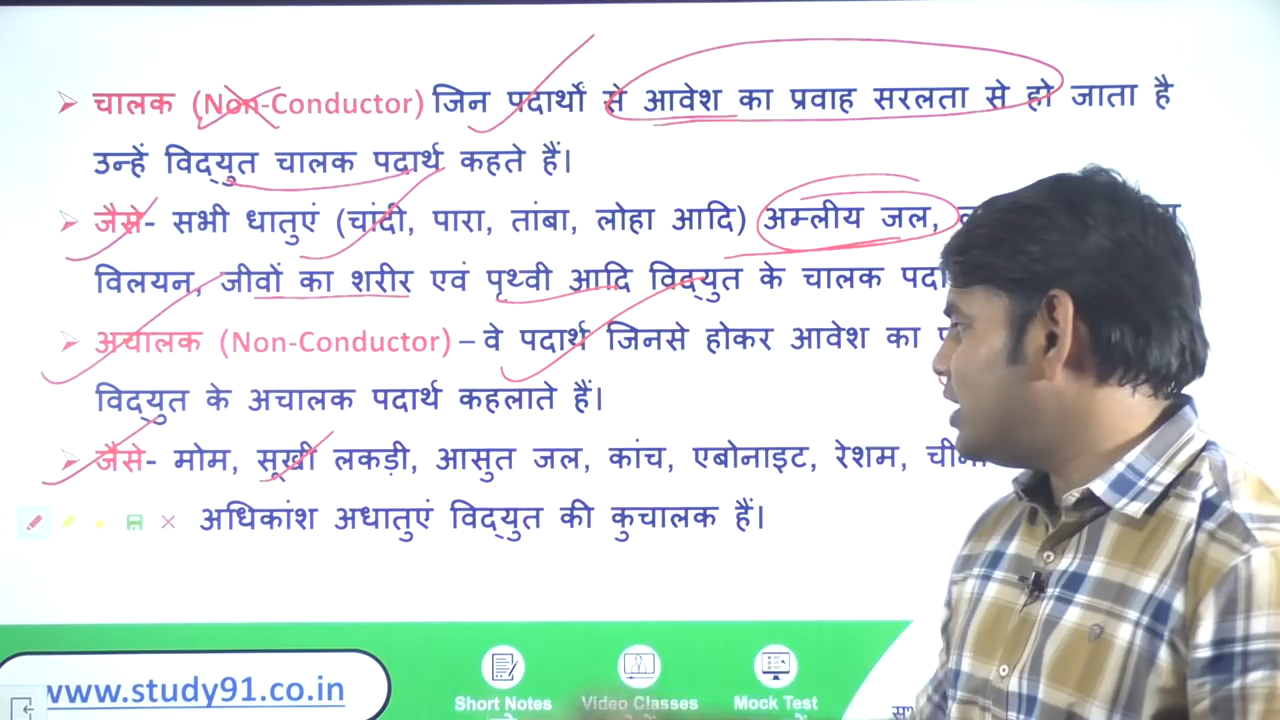 चालक (Non-Conductor) जिन पदार्थों से आवेश का प्रवाह सरलता से हो जाता है
उन्हें विद्युत चालक पदार्थ कहते हैं।
जैसे- सभी धातुएं (चांदी, पारा, तांबा, लोहा आदि) अम्लीय जल,
विलयन, जीवों का शरीर एवं पृथ्वी आदि विद्युत के चालक
अचालक (Non-Conductor) – वे पदार्थ जिनसे होकर आवेश का
विद्युत के अचालक पदार्थ कहलाते हैं।
जैसे- मोम, सूखी लकड़ी, आसुत जल, कांच, एबोनाइट, रेशम,
अधिकांश अधातुएं विद्युत की कुचालक हैं।
www.study91.co.in
Short Notes
Video Classes
Mock Test